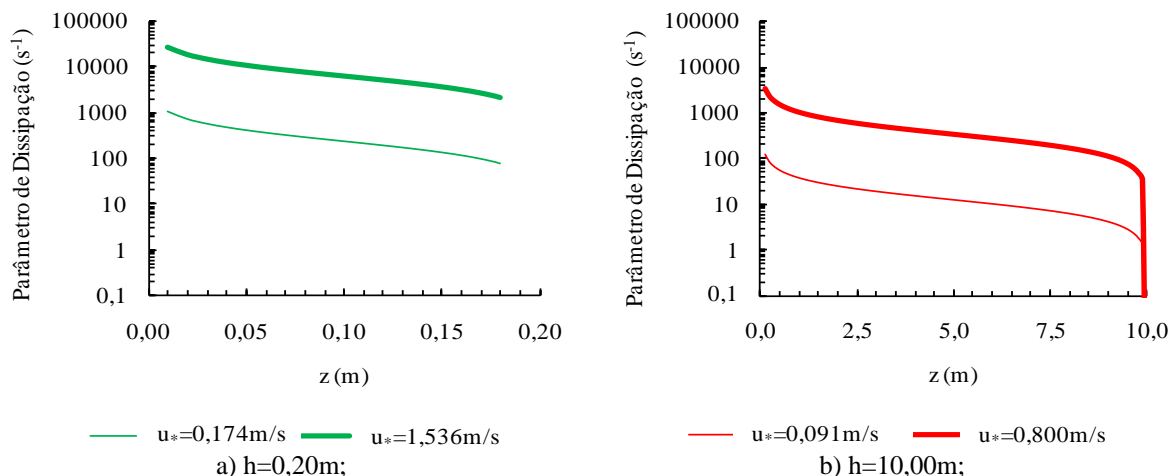 Parâmetro de Dissipação (s-1)
100000
10000
1000
100
10
1
0,1
0,00 0,05 0,10 0,15 0,20
z (m)
u*=0,174m/s u*=1,536m/s
a) h=0,20m;
Parâmetro de Dissipação (s-1)
100000
10000
1000
100
10
1
0,1
0,0 2,5 5,0 7,5 10,0
z (m)
u*=0,091m/s u*=0,800m/s
b) h=10,00m;